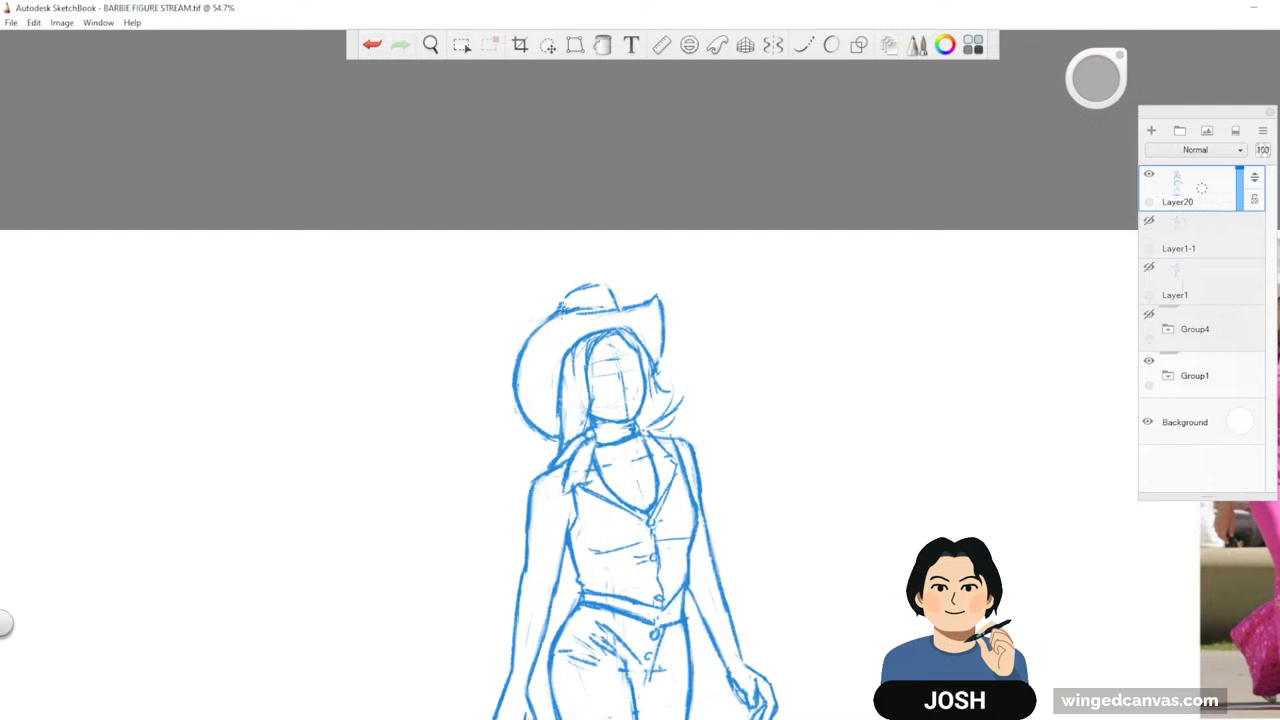 Autodesk SketchBook - BARBIE FIGURE STREAM.tif @ 54.7%
File Edit Image Window Help
T
Normal
100
Layer20
Layer1-1
Layer1
Group4
Group1
Background
JOSH
wingedcanvas.com